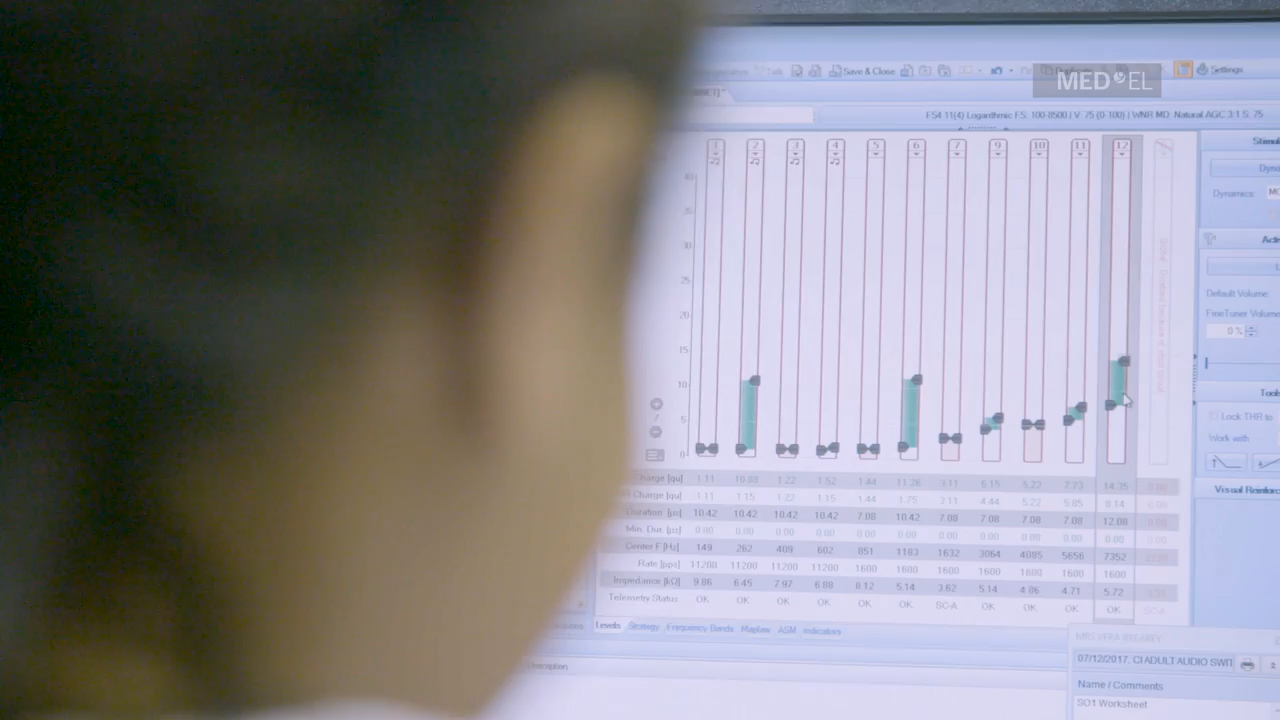 Save & Close
Settings
MED EL
FS4 11(4) Logarithmic FS: 100-8500 | V: 75 (0-100) | WNR MD: Natural AGC 3:1 S: 75
1 2 3 4 5 6 7 9 10 11 12
Dynamics:
Default Volume:
FineTuner Volume
0 %
35
30
25
20
15
10
5
0
Lock THR to
Work with
Charge [qu] 1.11 10.03 1.22 1.52 1.44 11.26 3.11 6.15 5.22 7.73 14.35
Charge [qu] 1.11 1.15 1.22 1.15 1.44 1.75 3.11 4.44 5.22 5.85 8.14
Duration [µs] 10.42 10.42 10.42 10.42 7.08 10.42 7.08 7.08 7.08 7.08 12.08
Min. Dur. [µs] 0.00 0.00 0.00 0.00 0.00 0.00 0.00 0.00 0.00 0.00 0.00
Center F [Hz] 149 262 409 602 851 1183 1632 3064 4085 5656 7352
Rate [pps] 11200 11200 11200 11200 1600 1600 1600 1600 1600 1600 1600
Impedance [kΩ] 9.86 6.45 7.97 6.88 8.12 5.14 3.62 5.14 4.86 4.71 5.72
Telemetry Status OK OK OK OK OK OK SC-A OK OK OK OK SC-A
Levels Strategy Frequency Bands Maplaw ASM Indicators
07/12/2017, CI ADULT AUDIO SWIT
Name / Comments
SO1 Worksheet